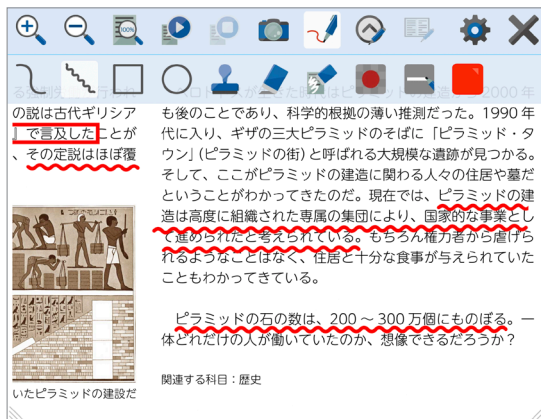 100%
の説は古代ギリシア
』で言及したことが
、その定説はほぼ覆
いたピラミッドの建設だ
2000年
も後のことであり、科学的根拠の薄い推測だった。1990年
代に入り、ギザの三大ピラミッドのそばに「ピラミッド・タ
ウン」(ピラミッドの街)と呼ばれる大規模な遺跡が見つかる。
そして、ここがピラミッドの建造に関わる人々の住居や墓だ
ということがわかってきたのだ。現在では、ピラミッドの建
造は高度に組織された専属の集団により、国家的な事業とし
て進められたと考えられている。もちろん権力者から虐げら
れるようなことはなく、住居と十分な食事が与えられていた
こともわかってきている。
ピラミッドの石の数は、200〜300万個にものぼる。一
体どれだけの人が働いていたのか、想像できるだろうか？
関連する科目：歴史